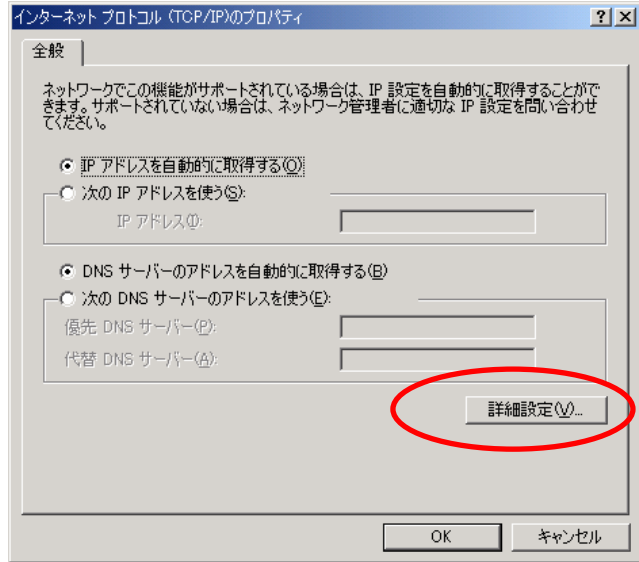 インターネット プロトコル (TCP/IP)のプロパティ
全般
ネットワークでこの機能がサポートされている場合は、IP 設定を自動的に取得することがで
きます。サポートされていない場合は、ネットワーク管理者に適切な IP 設定を問い合わせ
てください。
IP アドレスを自動的に取得する(O)
次の IP アドレスを使う(S):
IP アドレス(I):
DNS サーバーのアドレスを自動的に取得する(B)
次の DNS サーバーのアドレスを使う(E):
優先 DNS サーバー(P):
代替 DNS サーバー(A):
詳細設定(V)...
OK
キャンセル